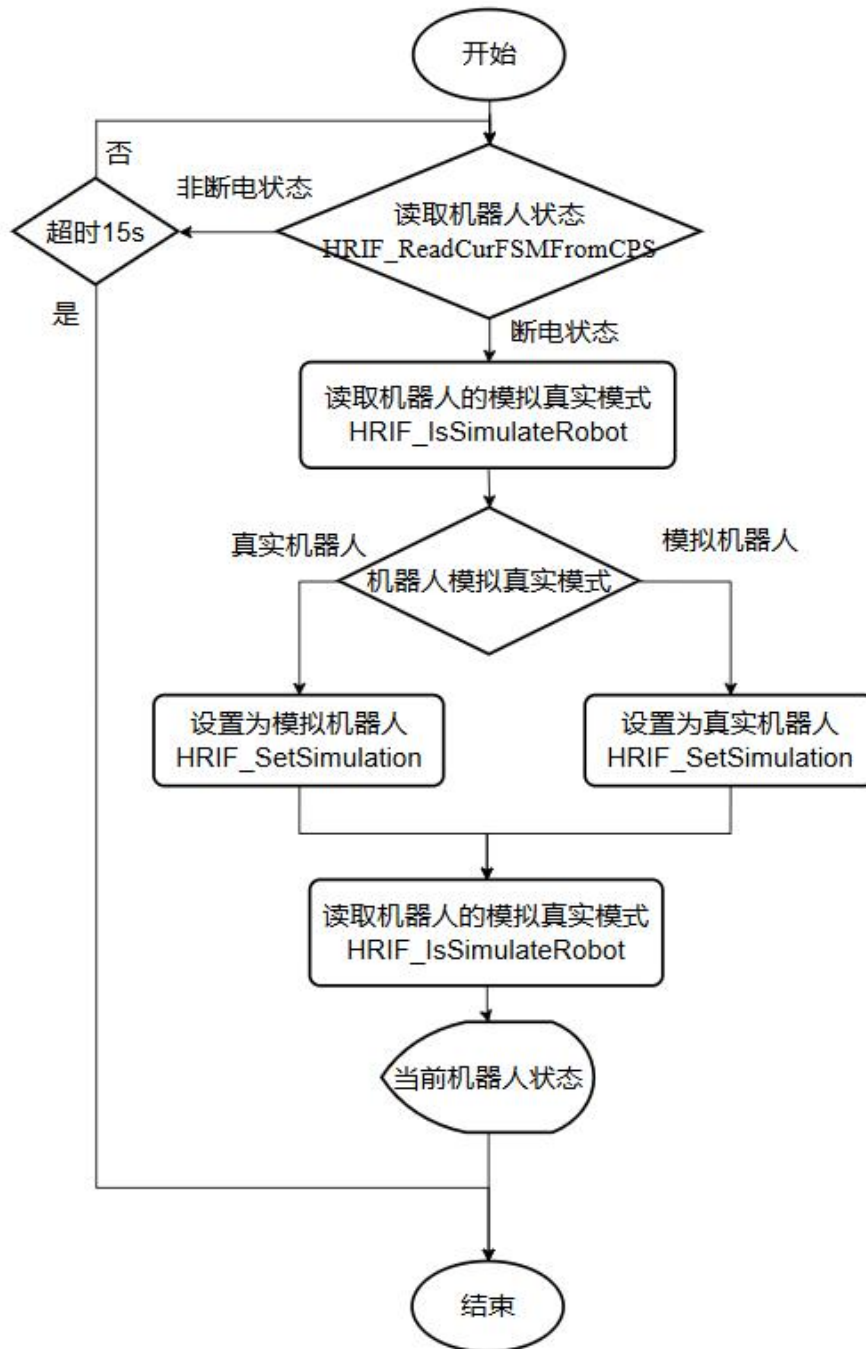 开始
否
非断电状态
超时15s
读取机器人状态
HRIF_ReadCurFSMFromCPS
是
断电状态
读取机器人的模拟真实模式
HRIF_IsSimulateRobot
真实机器人
模拟机器人
机器人模拟真实模式
设置为模拟机器人
HRIF_SetSimulation
设置为真实机器人
HRIF_SetSimulation
读取机器人的模拟真实模式
HRIF_IsSimulateRobot
当前机器人状态
结束